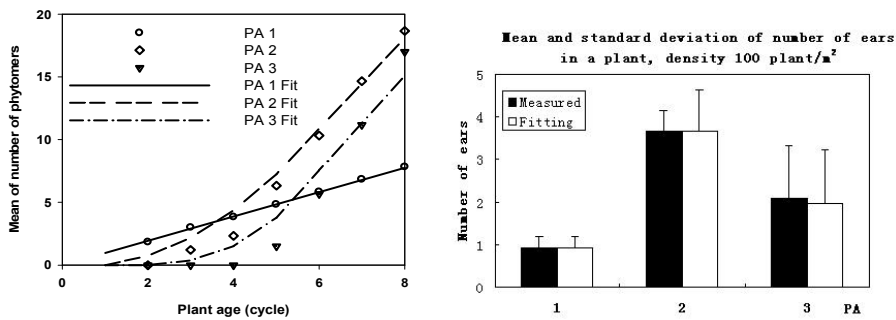 20
15
10
5
0
0 2 4 6 8
Mean of number of phytomers
Plant age (cycle)
PA 1
PA 2
PA 3
PA 1 Fit
PA 2 Fit
PA 3 Fit
Mean and standard deviation of number of ears
in a plant, density 100 plant/m²
5
4
3
2
1
0
Number of ears
Measured
Fitting
1 2 3 PA